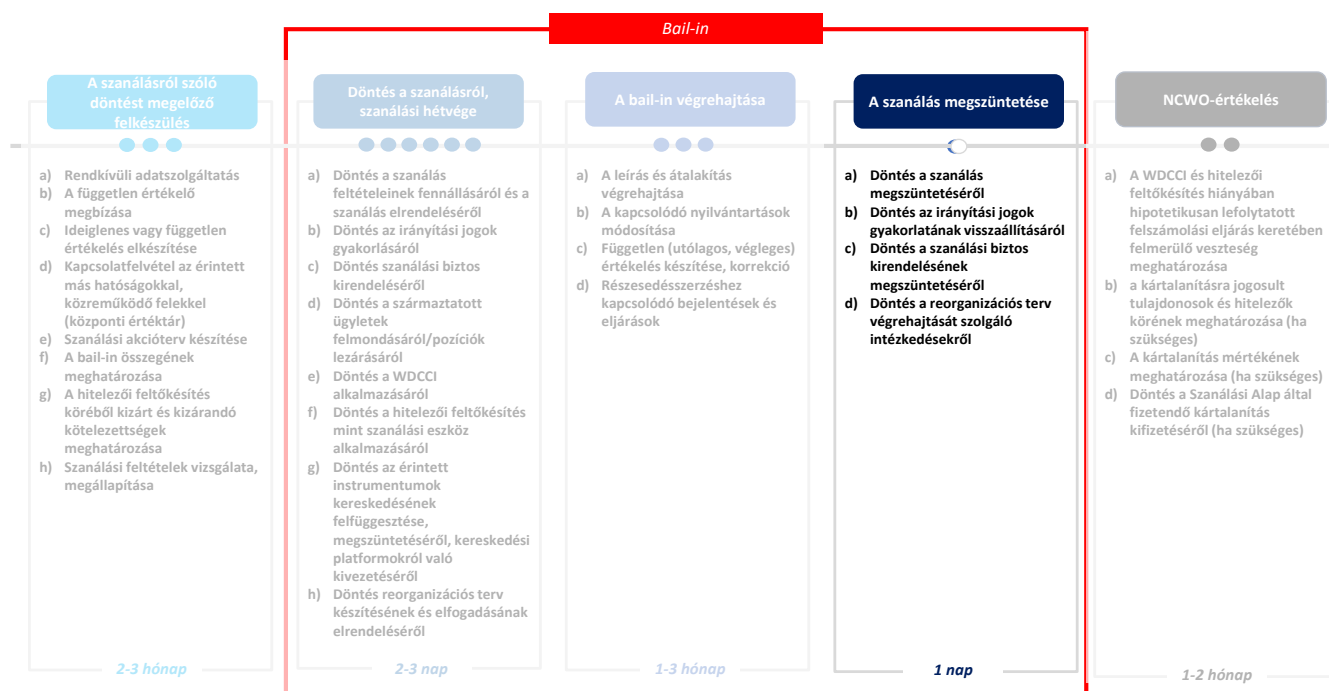 Bail-in
A szanálásról szóló
döntést megelőző
felkészülés
a) Rendkívüli adatszolgáltatás
b) A független értékelő
megbízása
c) Ideiglenes vagy független
értékelés elkészítése
d) Kapcsolatfelvétel az érintett
más hatóságokkal,
közreműködő felekkel
(központi értéktár)
e) Szanálási akcióterv készítése
f) A bail-in összegének
meghatározása
g) A hitelezői feltőkésítés
köréből kizárt és kizárandó
kötelezettségek
meghatározása
h) Szanálási feltételek vizsgálata,
megállapítása
2-3 hónap
Döntés a szanálásról,
szanálási hétvége
a) Döntés a szanálás
feltételeinek fennállásáról és a
szanálás elrendeléséről
b) Döntés az irányítási jogok
gyakorlásáról
c) Döntés szanálási biztos
kirendeléséről
d) Döntés a származtatott
ügyletek
felmondásáról/pozíciók
lezárásáról
e) Döntés a WDCCI
alkalmazásáról
f) Döntés a hitelezői feltőkésítés
mint szanálási eszköz
alkalmazásáról
g) Döntés az érintett
instrumentumok
kereskedésének
felfüggesztése,
megszüntetéséről, kereskedési
platformokról való
kivezetéséről
h) Döntés reorganizációs terv
készítésének és elfogadásának
elrendeléséről
2-3 nap
A bail-in végrehajtása
a) A leírás és átalakítás
végrehajtása
b) A kapcsolódó nyilvántartások
módosítása
c) Független (utólagos, végleges)
értékelés készítése, korrekció
d) Részesedésszerzéshez
kapcsolódó bejelentések és
eljárások
1-3 hónap
A szanálás megszüntetése
a) Döntés a szanálás
megszüntetéséről
b) Döntés az irányítási jogok
gyakorlatának visszaállításáról
c) Döntés a szanálási biztos
kirendelésének
megszüntetéséről
d) Döntés a reorganizációs terv
végrehajtását szolgáló
intézkedésekről
1 nap
NCWO-értékelés
a) A WDCCI és hitelezői
feltőkésítés hiányában
hipotetikusan lefolytatott
felszámolási eljárás keretében
felmerülő veszteség
meghatározása
b) a kártalanításra jogosult
tulajdonosok és hitelezők
körének meghatározása (ha
szükséges)
c) A kártalanítás mértékének
meghatározása (ha szükséges)
d) Döntés a Szanálási Alap által
fizetendő kártalanítás
kifizetéséről (ha szükséges)
1-2 hónap